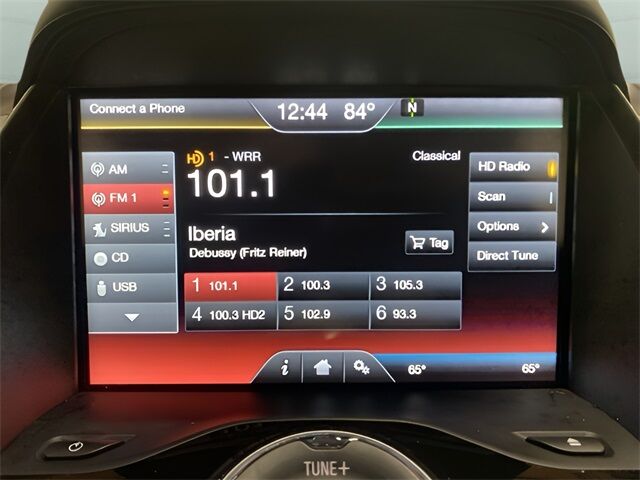 Connect a Phone 12:44 84° N
HD 1 - WRR Classical
101.1
AM
FM 1
SIRIUS
CD
USB
Iberia
Debussy (Fritz Reiner)
Tag
1 101.1 2 100.3 3 105.3
4 100.3 HD2 5 102.9 6 93.3
HD Radio
Scan
Options
Direct Tune
i 65° 65°
TUNE+